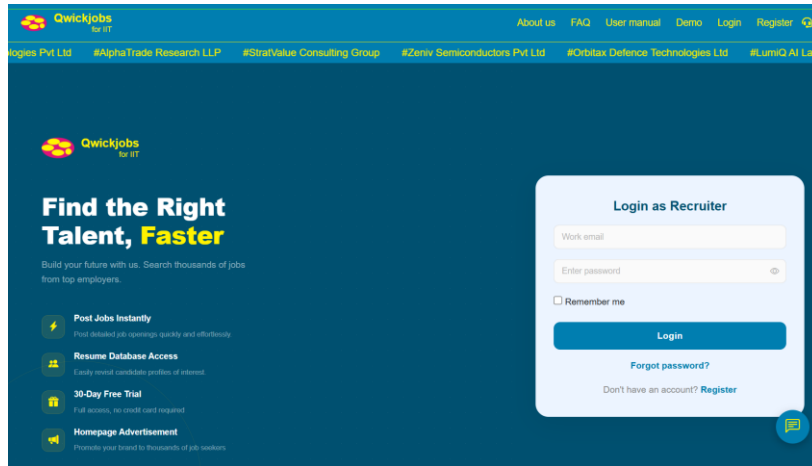 Qwickjobs
for IIT
About us FAQ User manual Demo Login Register
ologies Pvt Ltd #AlphaTrade Research LLP #StratValue Consulting Group #Zeniv Semiconductors Pvt Ltd #Orbitax Defence Technologies Ltd #LumiQ AI La
Qwickjobs
for IIT
Find the Right
Talent, Faster
Build your future with us. Search thousands of jobs
from top employers.
Post Jobs Instantly
Post detailed job openings quickly and effortlessly
Resume Database Access
Easily revisit candidate profiles of interest.
30-Day Free Trial
Full access, no credit card required
Homepage Advertisement
Promote your brand to thousands of job seekers
Login as Recruiter
Work email
Enter password
Remember me
Login
Forgot password?
Don't have an account? Register